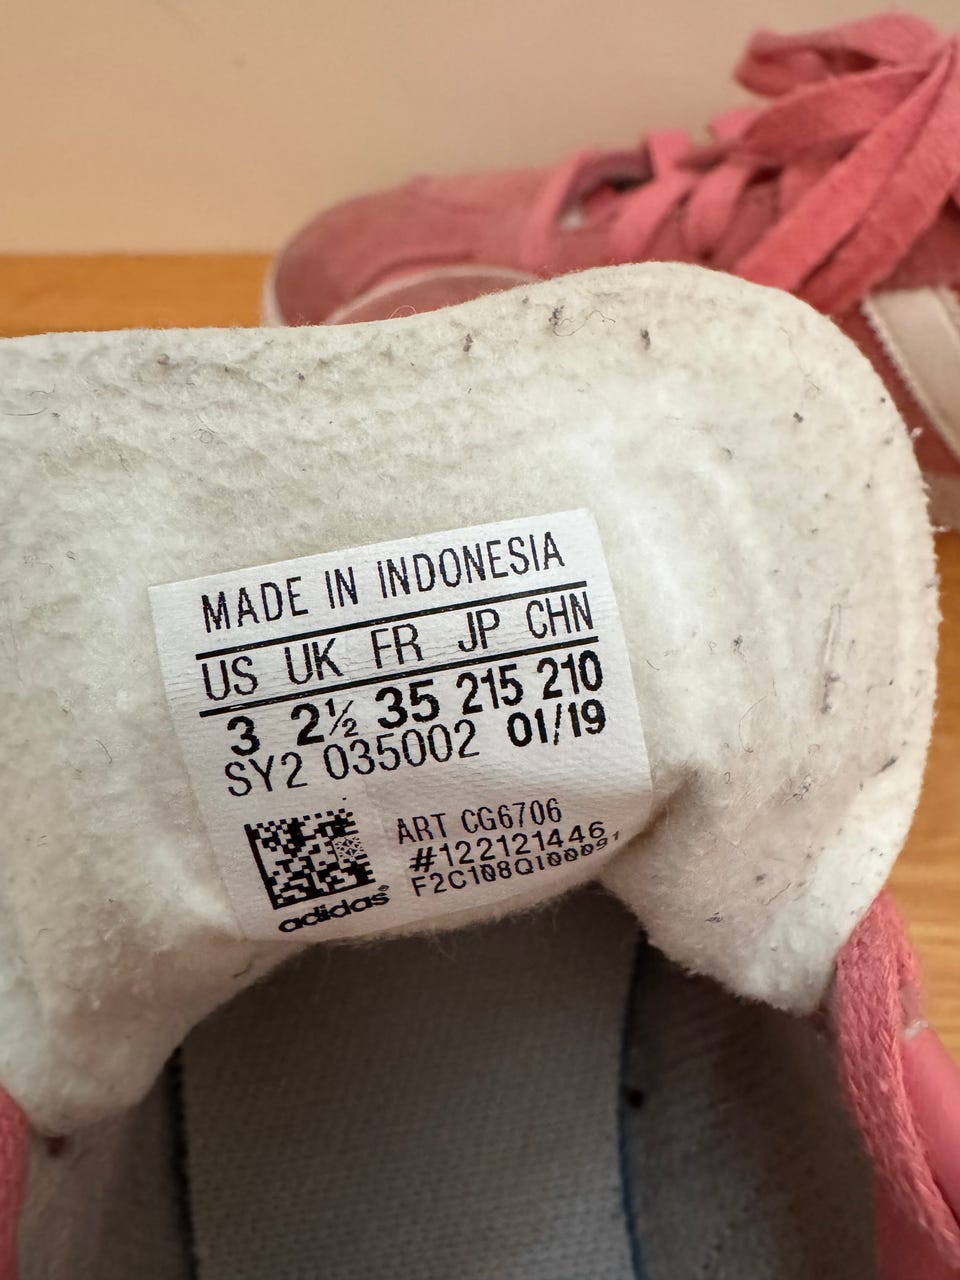 MADE IN INDONESIA
US UK FR JP CHN
3 2½ 35 215 210
SY2 035002 01/19
ART CG6706
#122121446
adidas